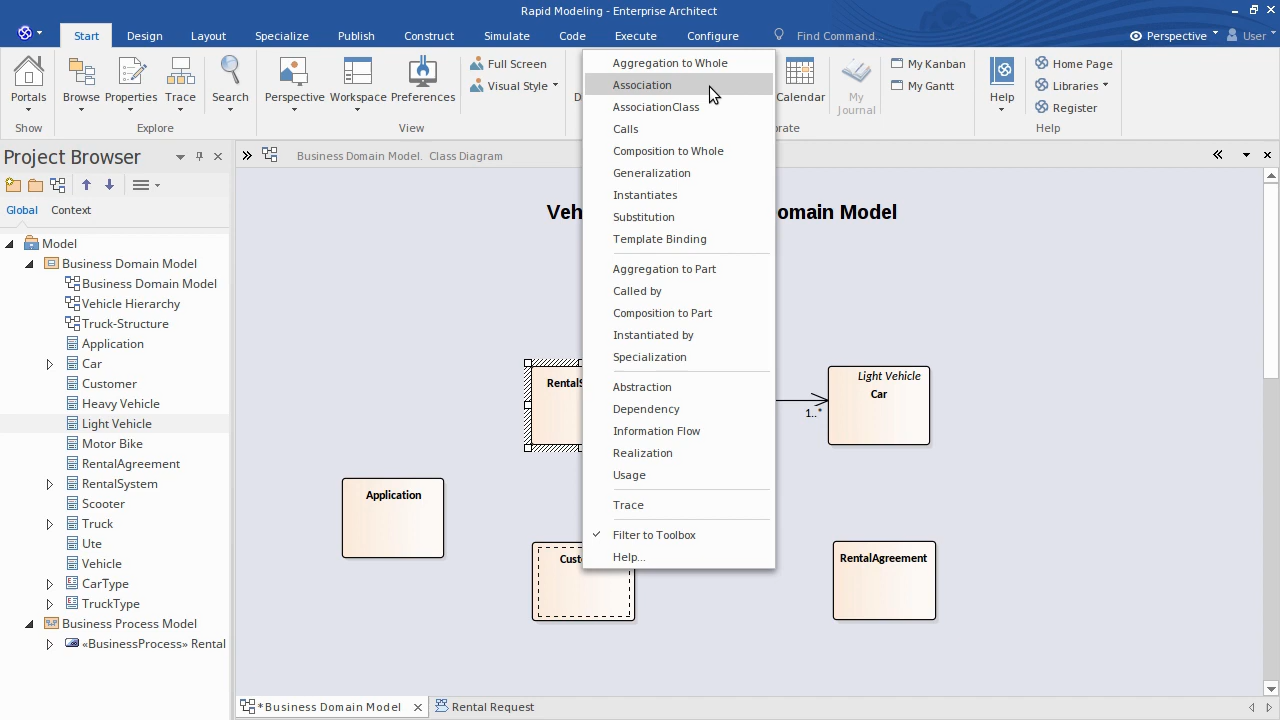 Rapid Modeling - Enterprise Architect
Start Design Layout Specialize Publish Construct Simulate Code Execute Configure Find Command... Perspective User
Portals
Show
Browse Properties Trace Search
Explore
Perspective Workspace Preferences
Full Screen
Visual Style
View
Calendar My Journal
My Kanban
My Gantt
Help
Home Page
Libraries
Register
Help
Project Browser
Global Context
Model
Business Domain Model
Business Domain Model
Vehicle Hierarchy
Truck-Structure
Application
Car
Customer
Heavy Vehicle
Light Vehicle
Motor Bike
RentalAgreement
RentalSystem
Scooter
Truck
Ute
Vehicle
CarType
TruckType
Business Process Model
«BusinessProcess» Rental
Business Domain Model. Class Diagram
Veh
omain Model
Aggregation to Whole
Association
AssociationClass
Calls
Composition to Whole
Generalization
Instantiates
Substitution
Template Binding
Aggregation to Part
Called by
Composition to Part
Instantiated by
Specialization
Abstraction
Dependency
Information Flow
Realization
Usage
Trace
Filter to Toolbox
Help...
RentalS
Light Vehicle
Car
1..*
Application
Custo
RentalAgreement
*Business Domain Model
Rental Request